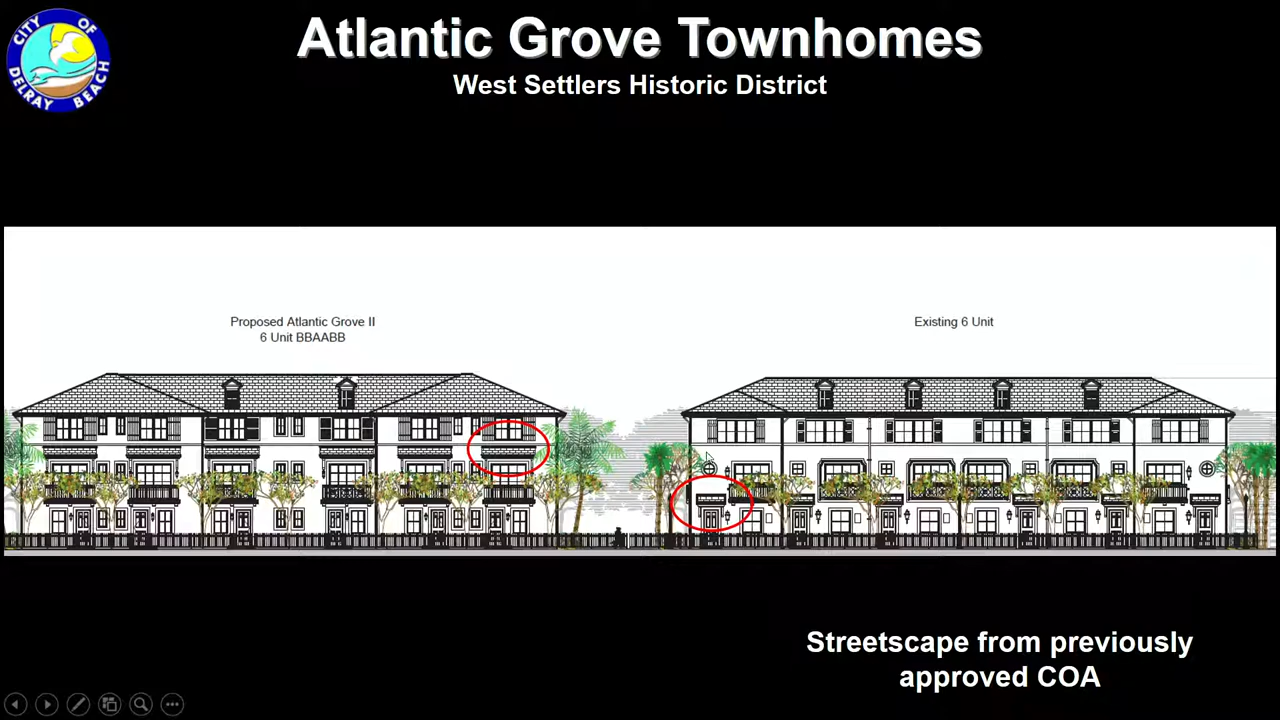 CITY OF
DELRAY BEACH
Atlantic Grove Townhomes
West Settlers Historic District
Proposed Atlantic Grove II
6 Unit BBAABB
Existing 6 Unit
Streetscape from previously
approved COA